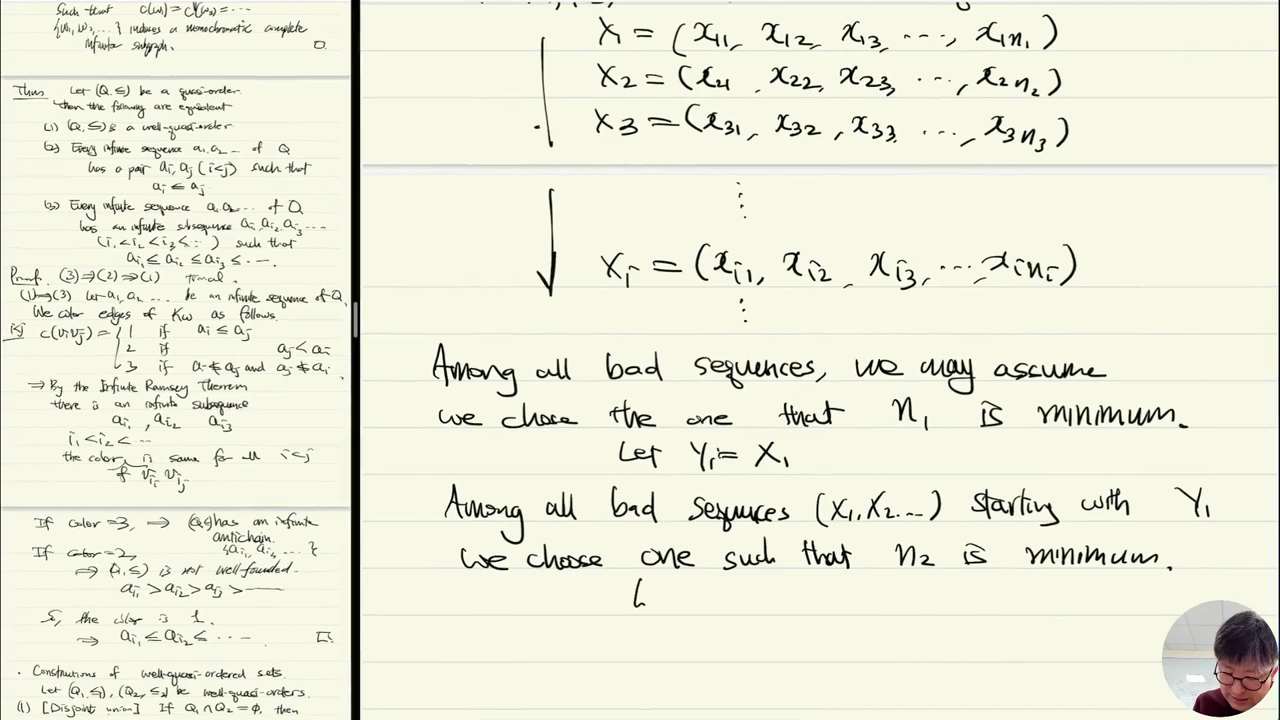 Such that c(w1) = c(w2) = ...
{w1, w2, ...} induces a monochromatic complete
infinite subgraph. □
Thm Let (Q, ≤) be a quasi-order.
then the following are equivalent
(1) (Q, ≤) is a well-quasi-order
(2) Every infinite sequence a1, a2 ... of Q
has a pair ai, aj (i<j) such that
ai ≤ aj
(3) Every infinite sequence a1 a2 ... of Q
has an infinite subsequence ai1 ai2 ai3 ...
(i1 < i2 < i3 < ...) such that
ai1 ≤ ai2 ≤ ai3 ≤ ...
Proof. (3)⇒(2)⇒(1) trivial.
(1)⇒(3) Let a1, a2 ... be an infinite sequence of Q.
We color edges of Kω as follows.
i<j c(vivj) = { 1 if ai ≤ aj
2 if aj < ai
3 if ai ≰ aj and aj ≰ ai.
⇒ By the Infinite Ramsey Theorem
there is an infinite subsequence
ai1, ai2 ai3
i1 < i2 < ...
the color is same for all i<j
of vii vij
If color = 3, ⇒ (Q, ≤) has an infinite
antichain.
{ai1, ai2, ...}
If color = 2,
⇒ (Q, ≤) is not well-founded.
ai1 > ai2 > ai3 > ...
So, the color is 1.
⇒ ai1 ≤ ai2 ≤ ... □
· Constructions of well-quasi-ordered sets.
Let (Q1, ≤1), (Q2, ≤2) be well-quasi-orders.
(1) [Disjoint union] If Q1 ∩ Q2 = ∅, then
X1 = (x11, x12, x13, ..., x1n1)
X2 = (x21, x22, x23, ..., x2n2)
X3 = (x31, x32, x33, ..., x3n3)
⋮
Xi = (xi1, xi2, xi3, ..., xini)
⋮
Among all bad sequences, we may assume
we chose the one that n1 is minimum.
Let Y1 = X1
Among all bad sequences (X1, X2 ...) starting with Y1
we choose one such that n2 is minimum.